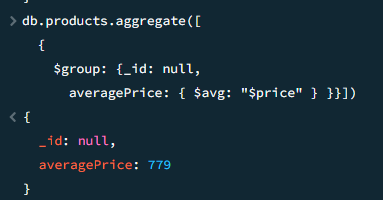 }
> db.products.aggregate([
{
$group: {_id: null,
averagePrice: { $avg: "$price" } }}])
< {
_id: null,
averagePrice: 779
}